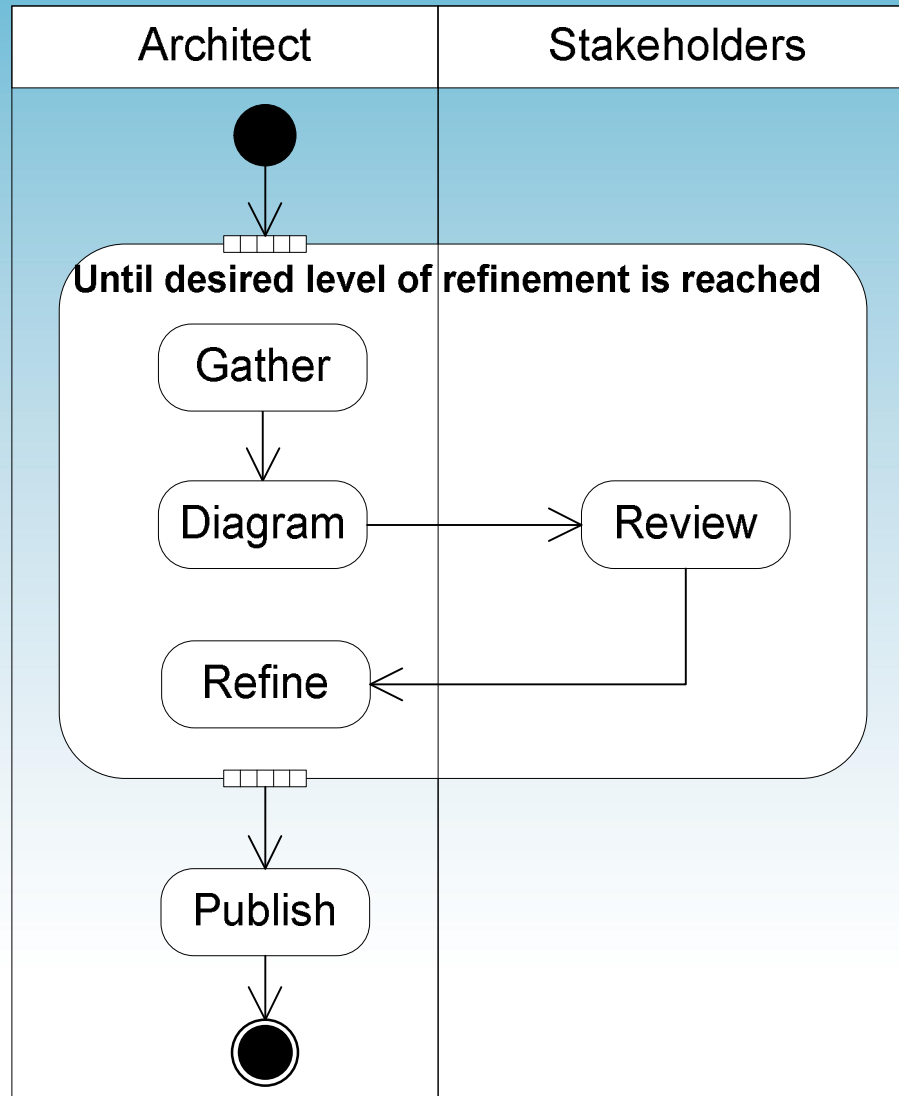 Architect
Stakeholders
Until desired level of refinement is reached
Gather
Diagram
Review
Refine
Publish